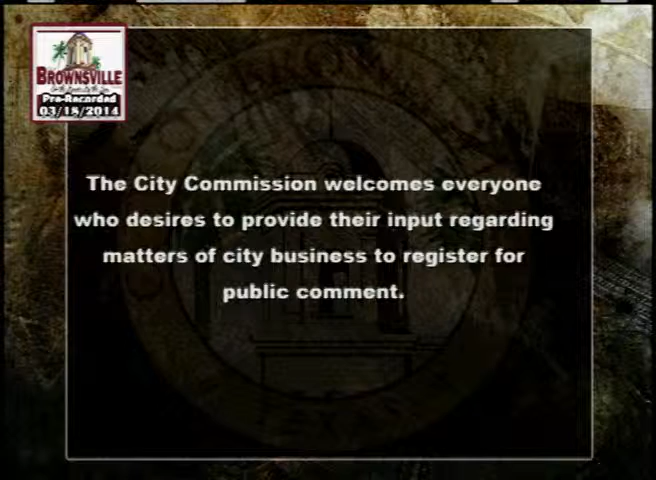 BROWNSVILLE
Pre-Recorded
03/18/2014
The City Commission welcomes everyone
who desires to provide their input regarding
matters of city business to register for
public comment.